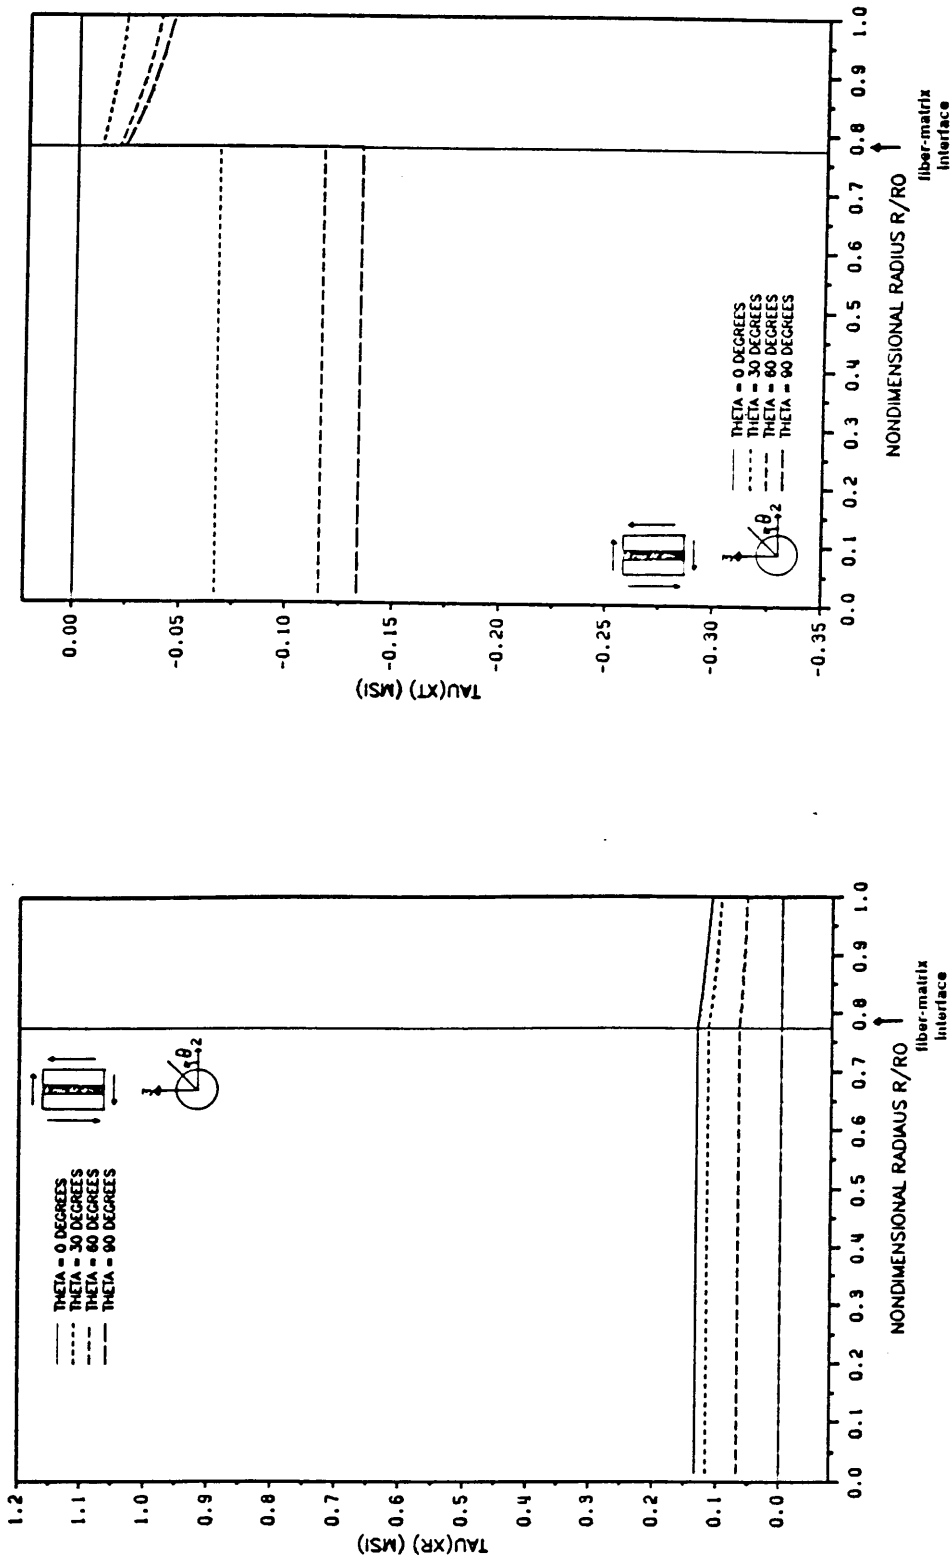 1.2
1.1
1.0
0.9
0.8
0.7
0.6
0.5
0.4
0.3
0.2
0.1
0.0
TAU(XR) (MSI)
THETA = 0 DEGREES
THETA = 30 DEGREES
THETA = 60 DEGREES
THETA = 90 DEGREES
3
θ
2
0.0 0.1 0.2 0.3 0.4 0.5 0.6 0.7 0.8 0.9 1.0
NONDIMENSIONAL RADIAUS R/RO
fiber-matrix
interface
0.00
-0.05
-0.10
-0.15
-0.20
-0.25
-0.30
-0.35
TAU(XT) (MSI)
THETA = 0 DEGREES
THETA = 30 DEGREES
THETA = 60 DEGREES
THETA = 90 DEGREES
3
θ
2
0.0 0.1 0.2 0.3 0.4 0.5 0.6 0.7 0.8 0.9 1.0
NONDIMENSIONAL RADIUS R/RO
fiber-matrix
interface